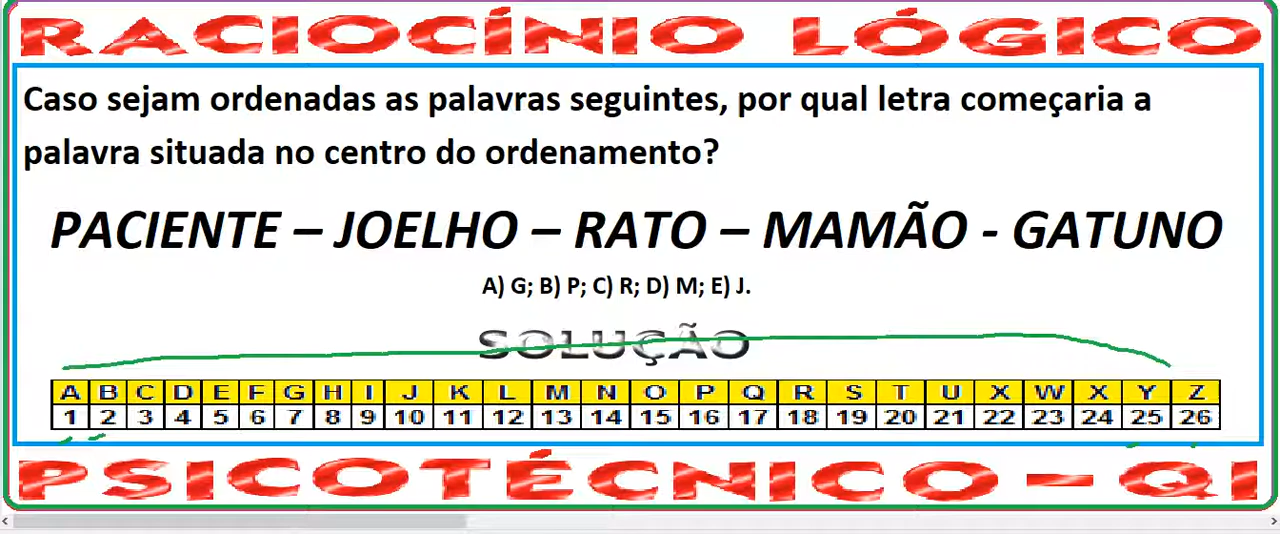 RACIOCÍNIO LÓGICO
Caso sejam ordenadas as palavras seguintes, por qual letra começaria a
palavra situada no centro do ordenamento?
PACIENTE – JOELHO – RATO – MAMÃO - GATUNO
A) G; B) P; C) R; D) M; E) J.
SOLUÇÃO
A B C D E F G H I J K L M N O P Q R S T U X W X Y Z
1 2 3 4 5 6 7 8 9 10 11 12 13 14 15 16 17 18 19 20 21 22 23 24 25 26
PSICOTÉCNICO – QI